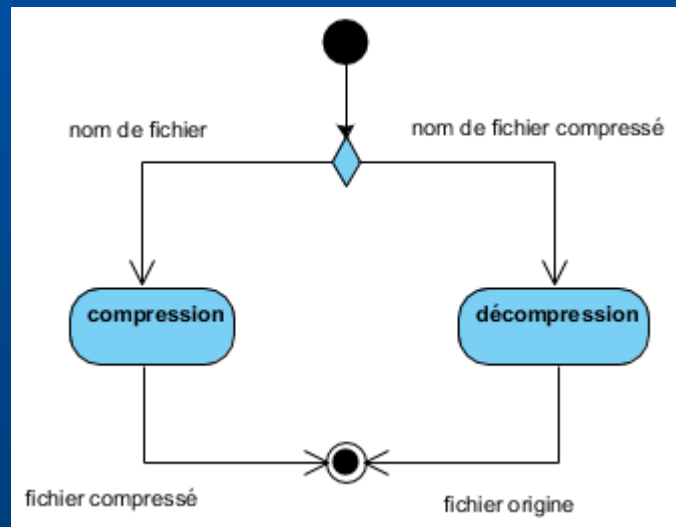 nom de fichier
nom de fichier compressé
compression
décompression
fichier compressé
fichier origine